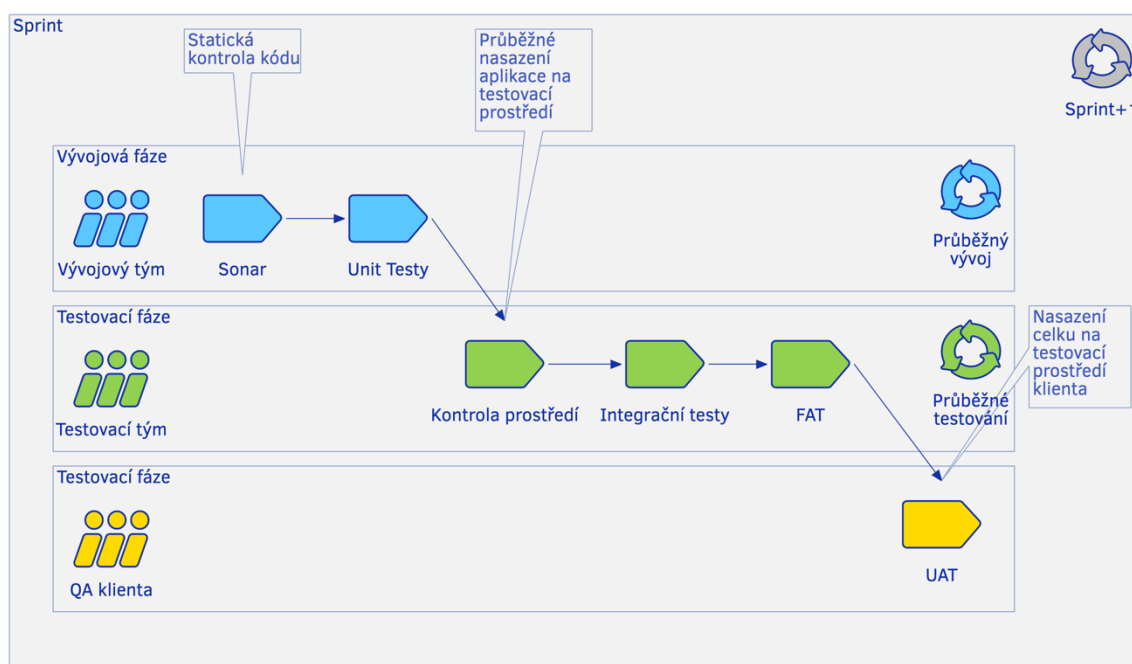 Sprint
Statická
kontrola kódu
Průběžné
nasazení
aplikace na
testovací
prostředí
Sprint+1
Vývojová fáze
Vývojový tým
Sonar
Unit Testy
Průběžný
vývoj
Testovací fáze
Testovací tým
Kontrola prostředí
Integrační testy
FAT
Průběžné
testování
Nasazení
celku na
testovací
prostředí
klienta
Testovací fáze
QA klienta
UAT